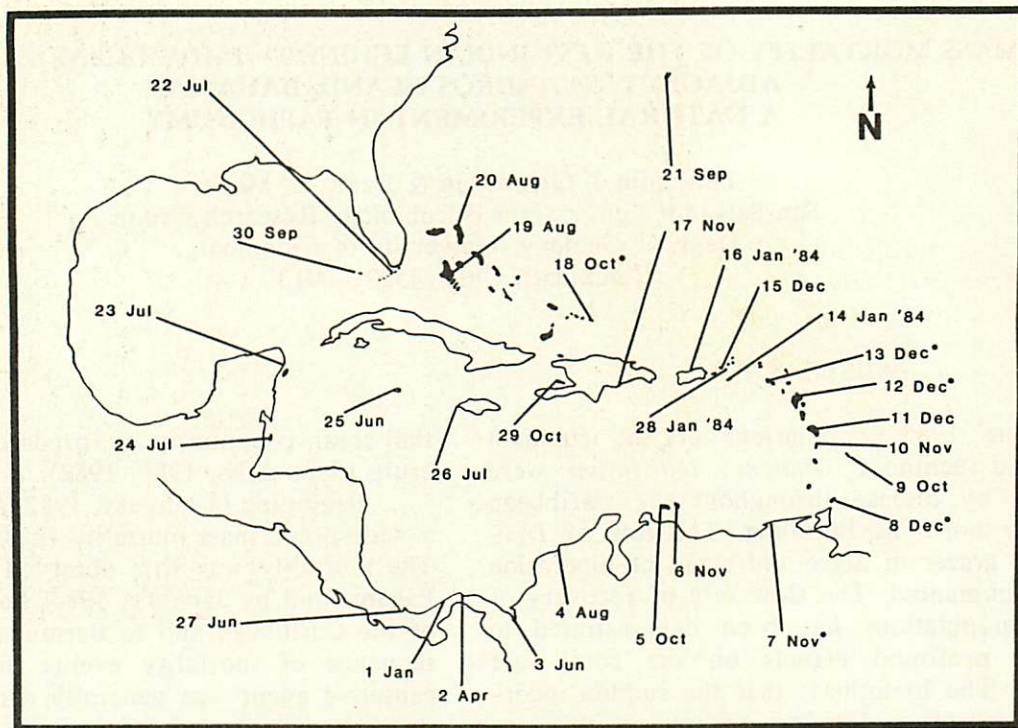 22 Jul
N
21 Sep
20 Aug
19 Aug
17 Nov
30 Sep
18 Oct•
16 Jan '84
15 Dec
23 Jul
14 Jan '84
13 Dec•
12 Dec•
25 Jun
11 Dec
29 Oct
28 Jan '84
24 Jul
10 Nov
26 Jul
9 Oct
8 Dec•
6 Nov
27 Jun
4 Aug
5 Oct
7 Nov•
1 Jan
3 Jun
2 Apr